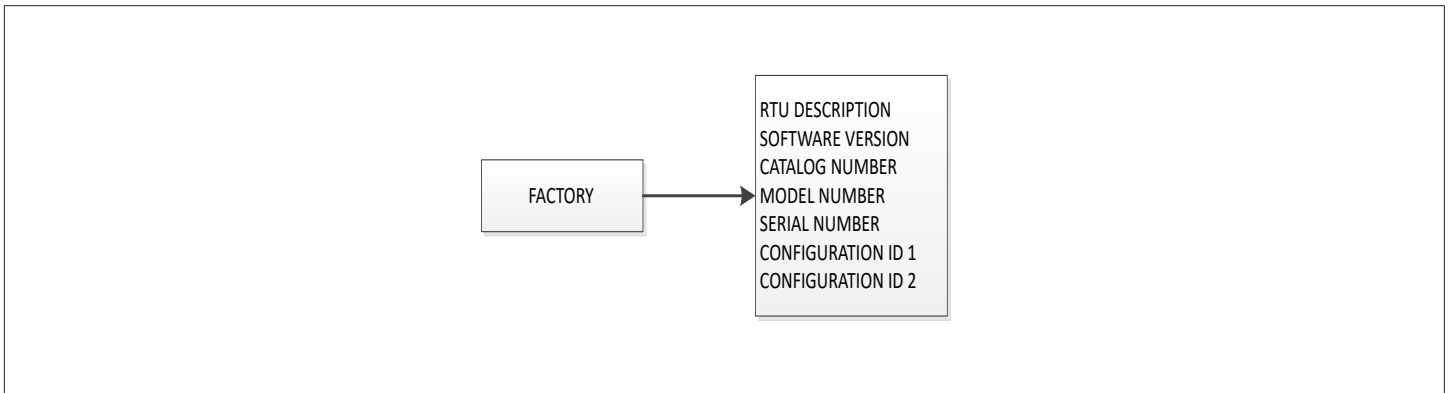 FACTORY
RTU DESCRIPTION
SOFTWARE VERSION
CATALOG NUMBER
MODEL NUMBER
SERIAL NUMBER
CONFIGURATION ID 1
CONFIGURATION ID 2